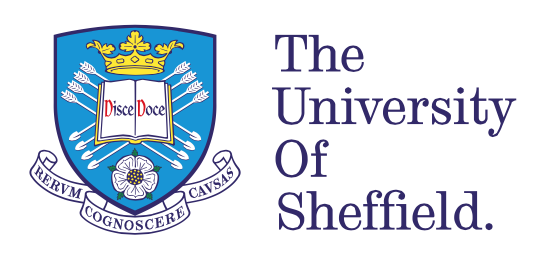 Disce Doce
RERVM
COGNOSCERE
CAVSAS
The
University
Of
Sheffield.